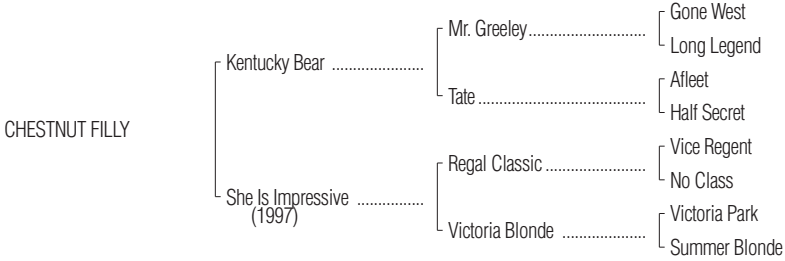 Gone West
Mr. Greeley..............................
Long Legend
Kentucky Bear ......................
Afleet
Tate...........................................
Half Secret
CHESTNUT FILLY
Vice Regent
Regal Classic..........................
No Class
She Is Impressive ................
(1997)
Victoria Park
Victoria Blonde .....................
Summer Blonde